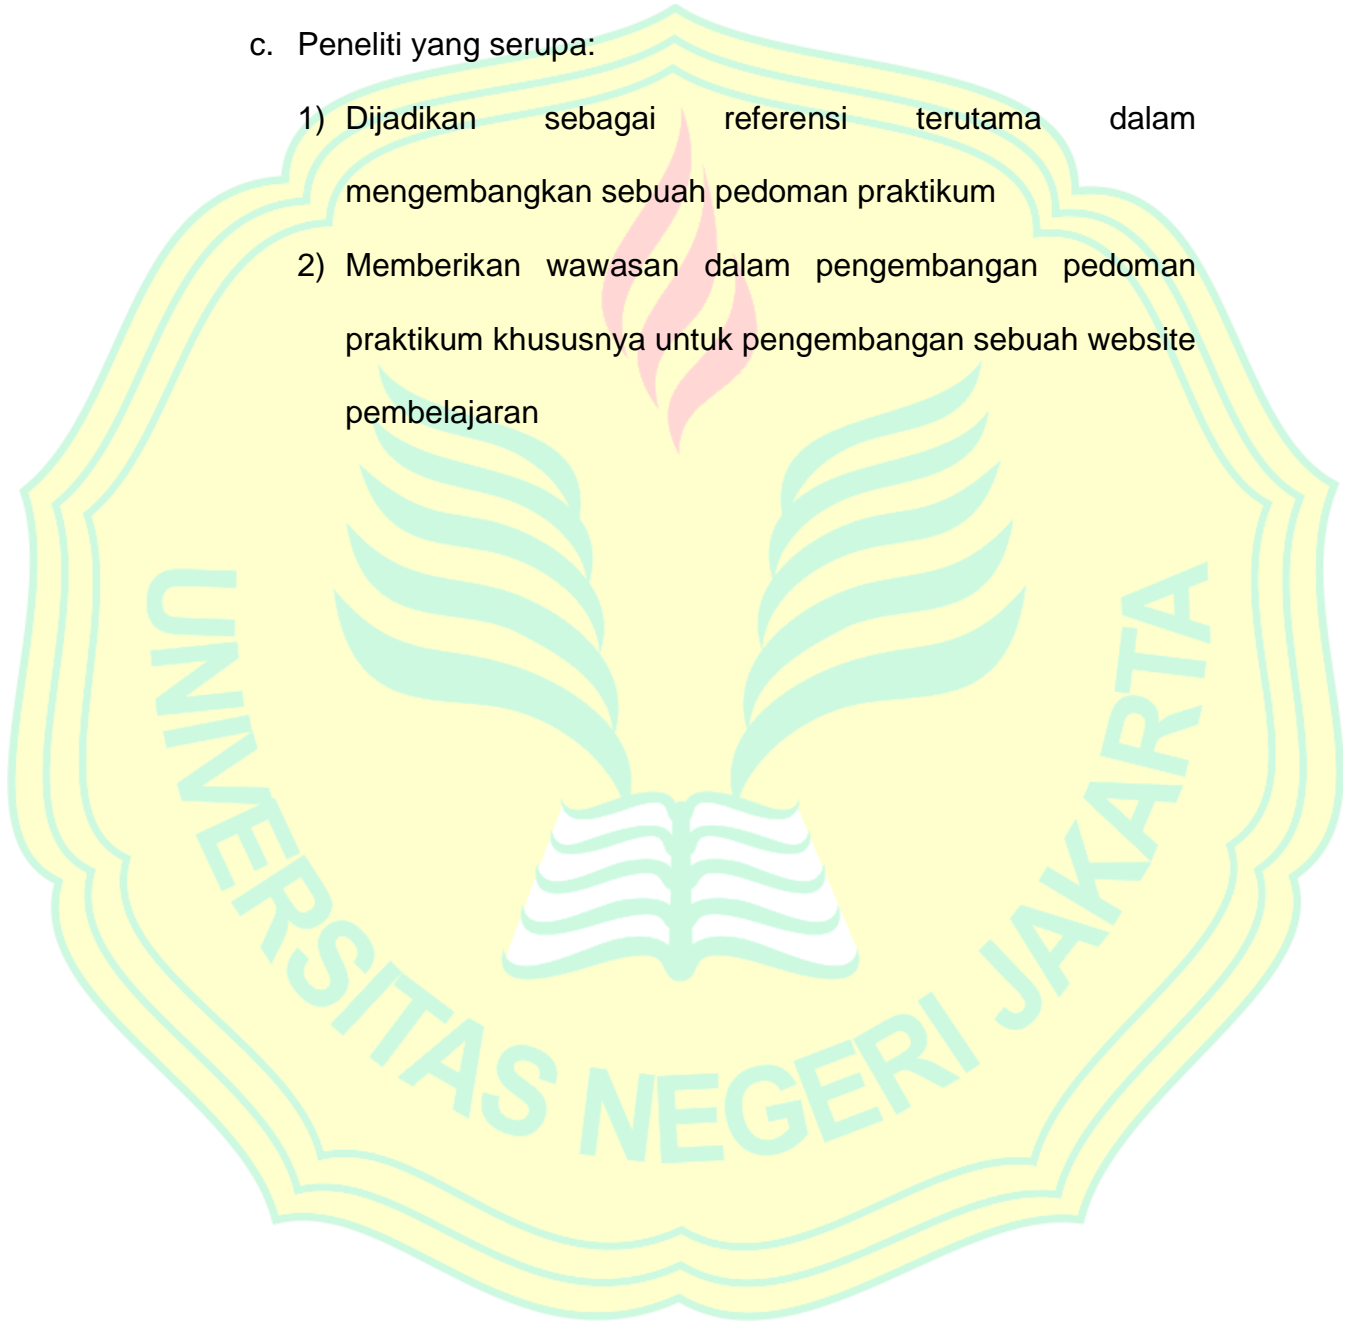 c. Peneliti yang serupa:
1) Dijadikan sebagai referensi terutama dalam
mengembangkan sebuah pedoman praktikum
2) Memberikan wawasan dalam pengembangan pedoman
praktikum khususnya untuk pengembangan sebuah website
pembelajaran
UNIVERSITAS NEGERI JAKARTA